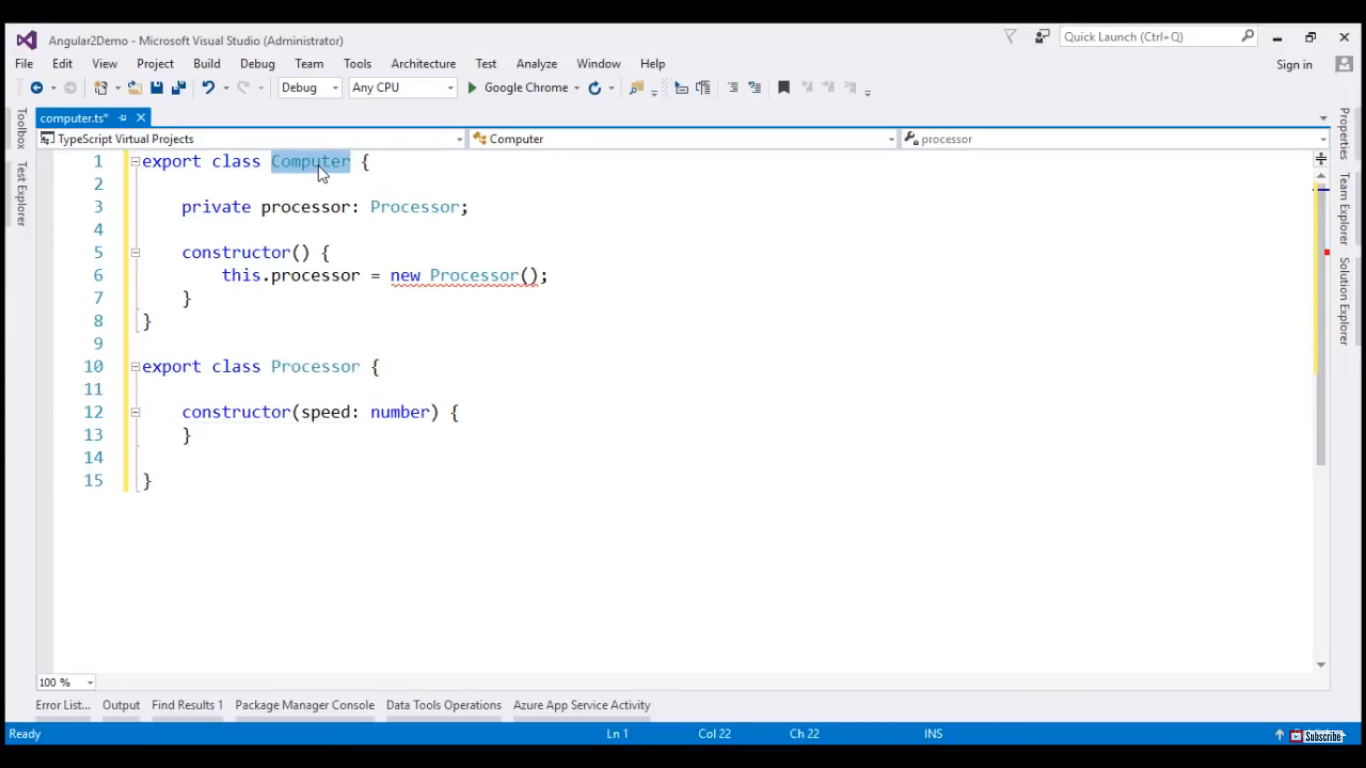 Angular2Demo - Microsoft Visual Studio (Administrator)
Quick Launch (Ctrl+Q)
File Edit View Project Build Debug Team Tools Architecture Test Analyze Window Help
Sign in
Debug Any CPU Google Chrome
computer.ts*
TypeScript Virtual Projects Computer processor
Toolbox
Test Explorer
1 export class Computer {
2
3 private processor: Processor;
4
5 constructor() {
6 this.processor = new Processor();
7 }
8 }
9
10 export class Processor {
11
12 constructor(speed: number) {
13 }
14
15 }
Properties
Team Explorer
Solution Explorer
100 %
Error List... Output Find Results 1 Package Manager Console Data Tools Operations Azure App Service Activity
Ready Ln 1 Col 22 Ch 22 INS
Subscribe